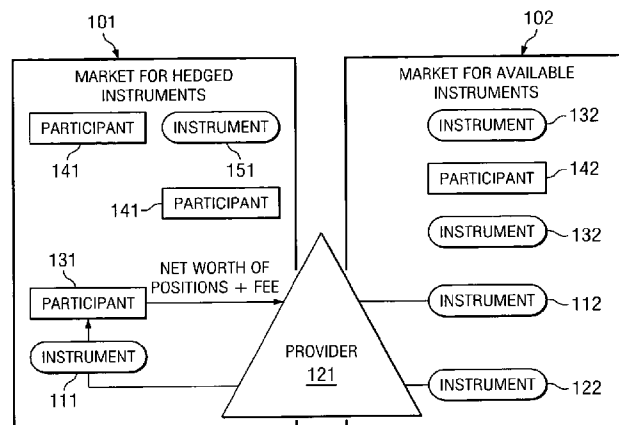 101
102
MARKET FOR HEDGED
INSTRUMENTS
MARKET FOR AVAILABLE
INSTRUMENTS
PARTICIPANT
141
INSTRUMENT
151
141
PARTICIPANT
132
INSTRUMENT
142
PARTICIPANT
132
INSTRUMENT
131
PARTICIPANT
NET WORTH OF
POSITIONS + FEE
INSTRUMENT
112
INSTRUMENT
111
PROVIDER
121
INSTRUMENT
122